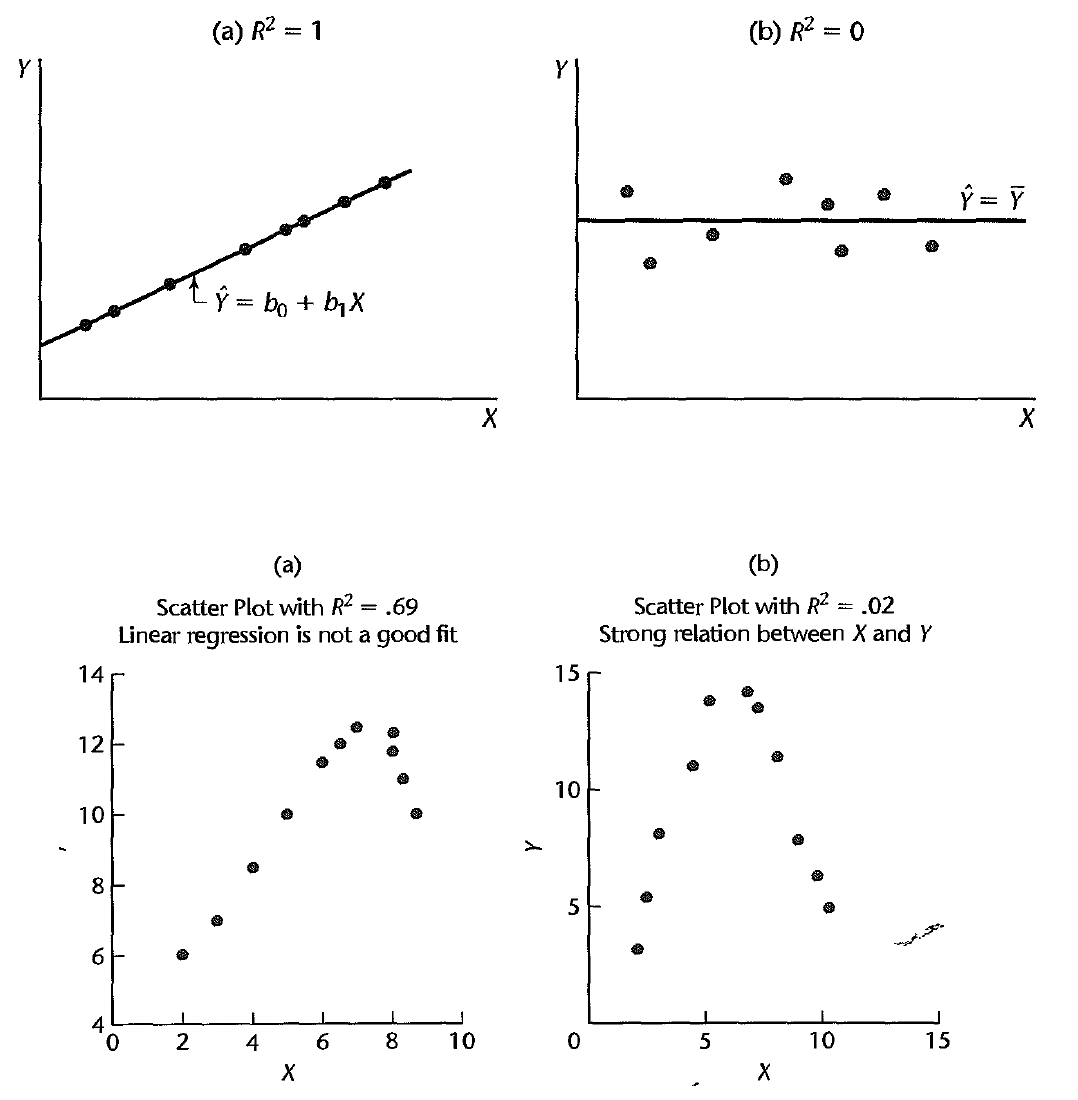 (a) R² = 1
Y
Ŷ = b₀ + b₁X
X
(b) R² = 0
Y
Ŷ = Ȳ
X
(a)
Scatter Plot with R² = .69
Linear regression is not a good fit
14
12
10
8
6
4
0 2 4 6 8 10
X
(b)
Scatter Plot with R² = .02
Strong relation between X and Y
15
10
5
Y
0 5 10 15
X